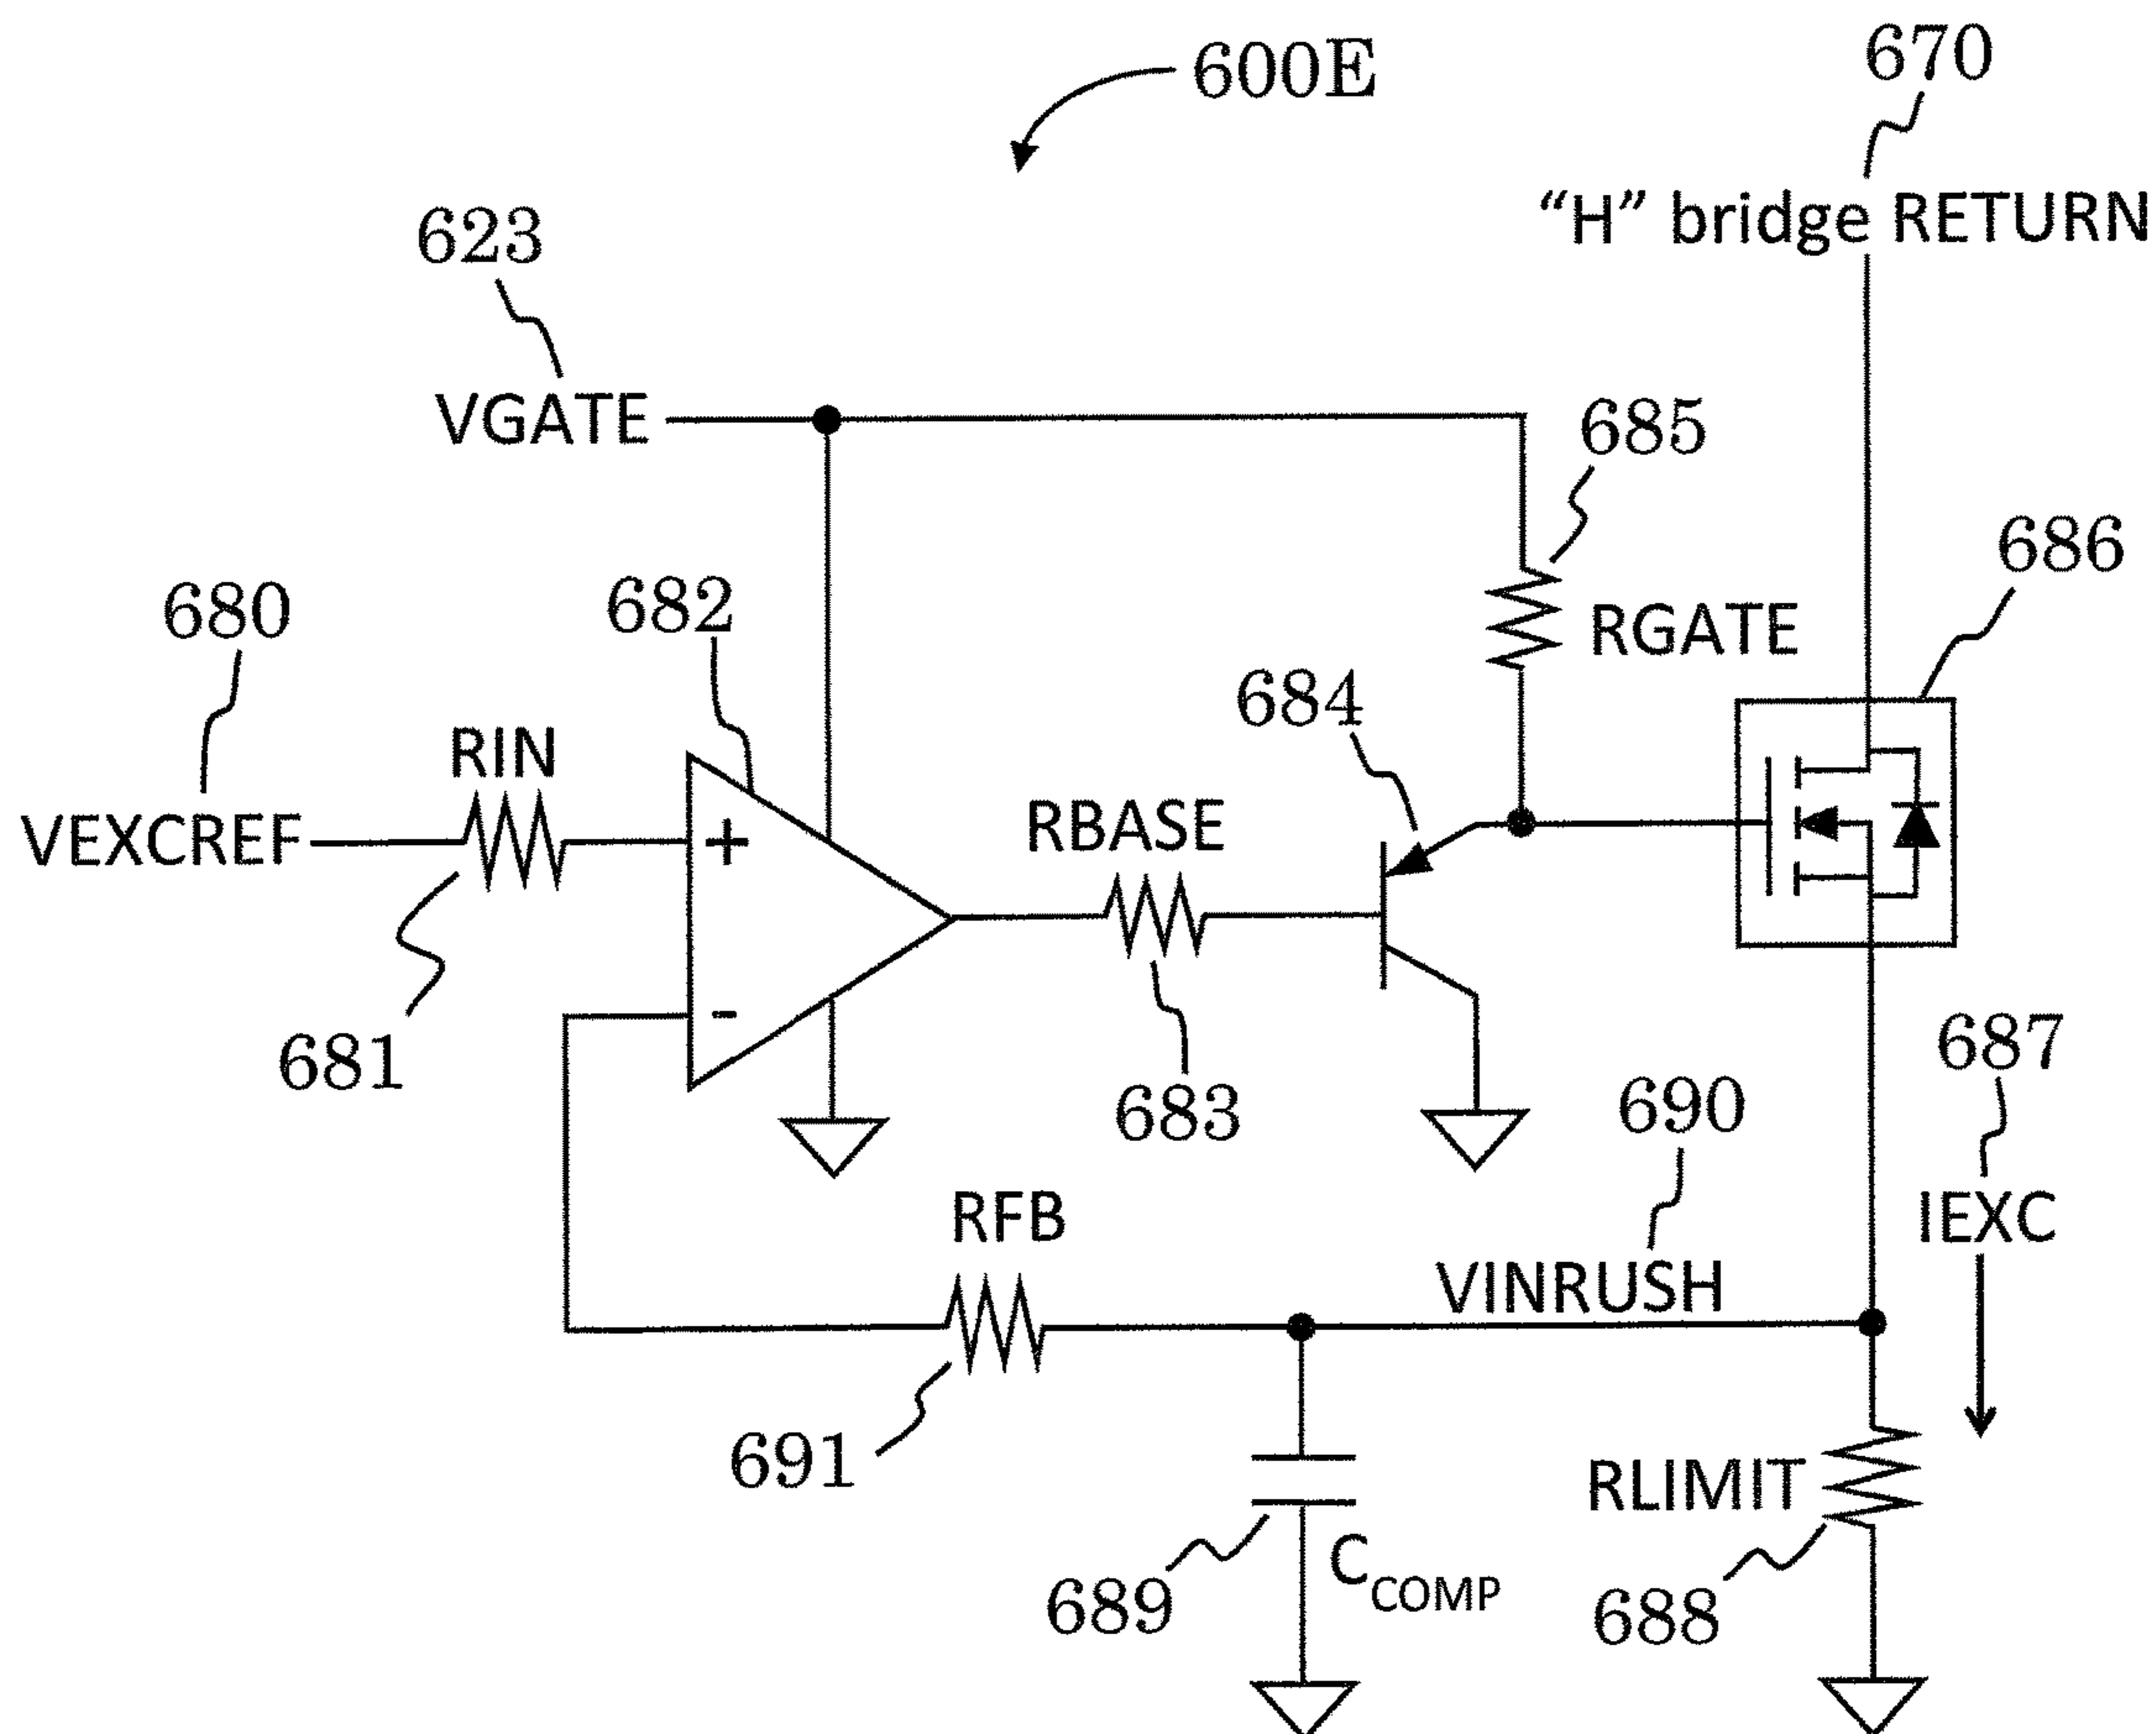 600E
670
"H" bridge RETURN
623
VGATE
685
686
680
682
RGATE
684
RIN
RBASE
VEXCREF
+
-
681
683
687
690
IEXC
RFB
VINRUSH
691
RLIMIT
689
CCOMP
688